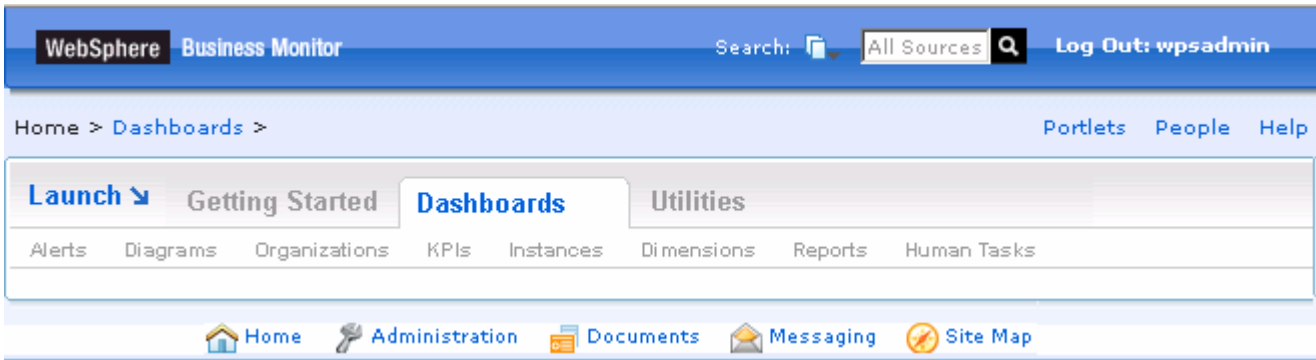 WebSphere Business Monitor Search: All Sources Log Out: wpsadmin
Home > Dashboards > Portlets People Help
Launch Getting Started Dashboards Utilities
Alerts Diagrams Organizations KPIs Instances Dimensions Reports Human Tasks
Home Administration Documents Messaging Site Map